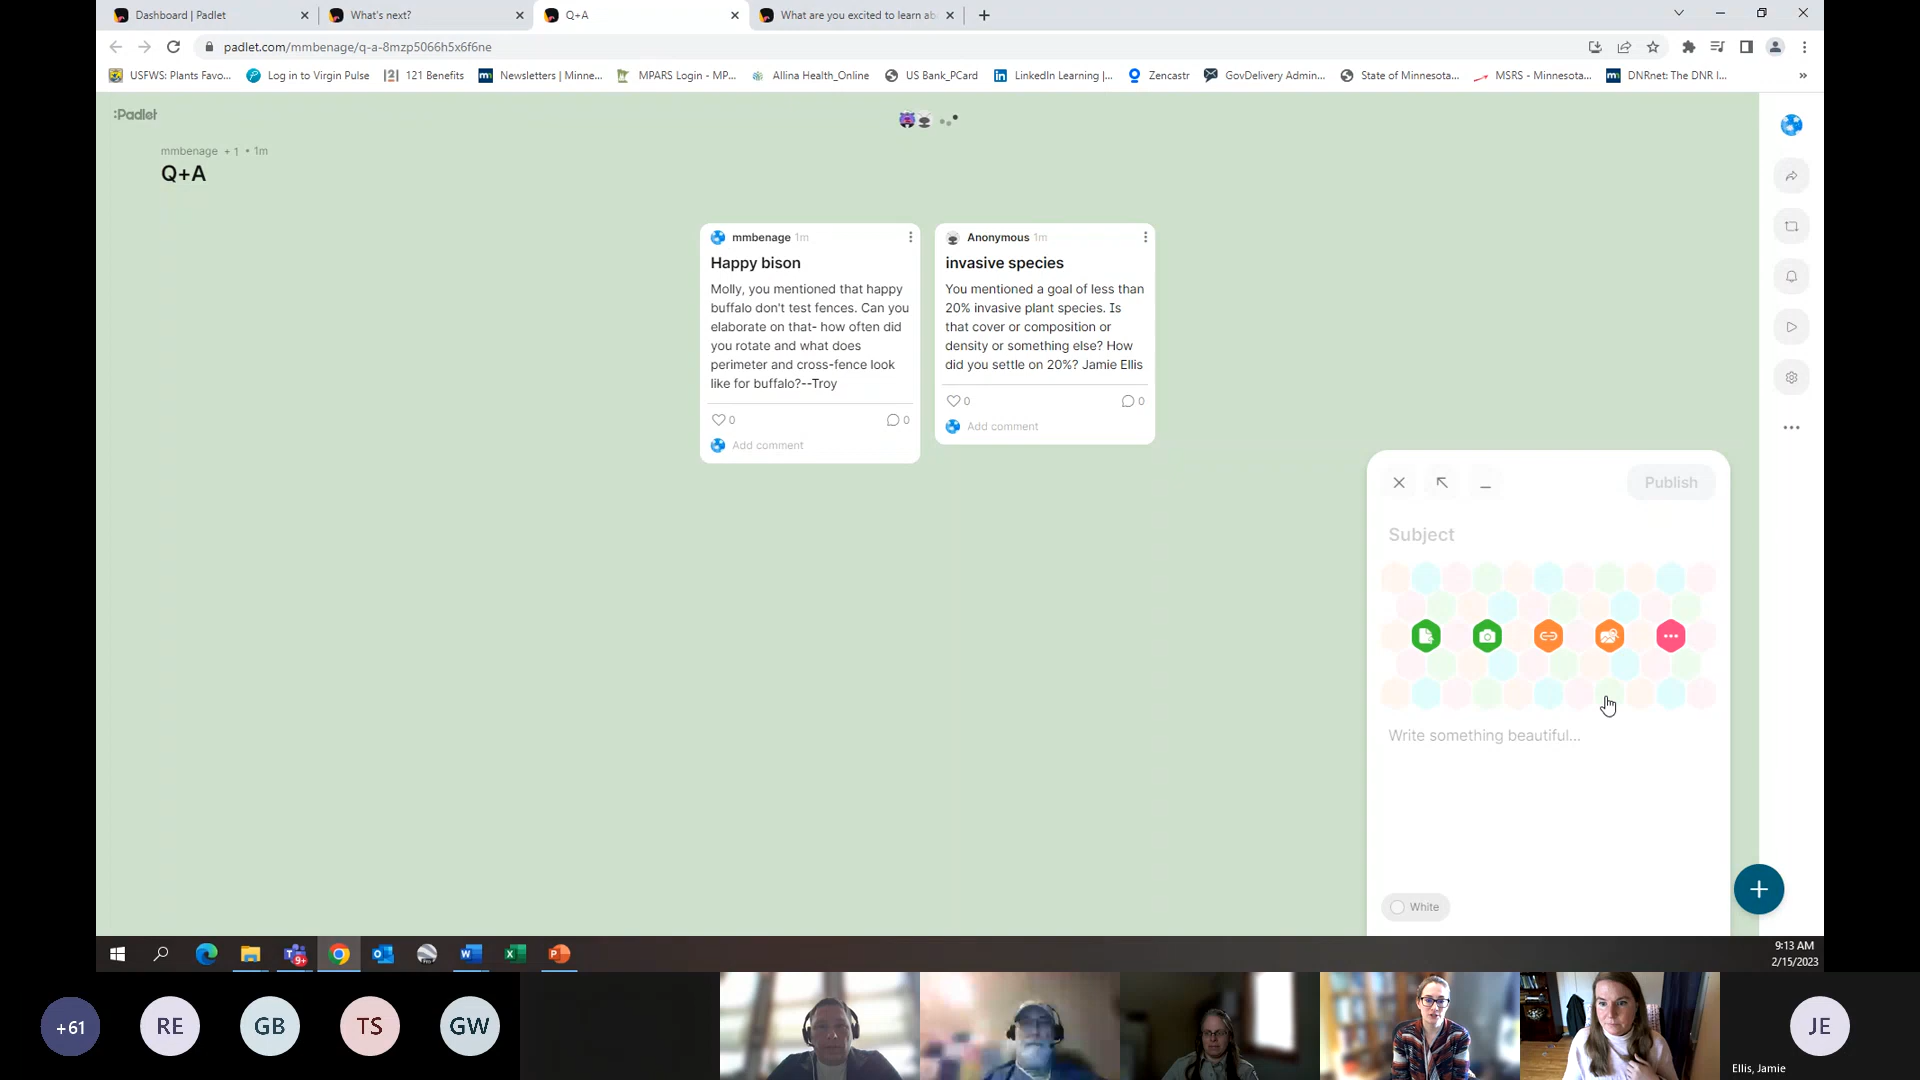 Dashboard | Padlet
What's next?
Q+A
What are you excited to learn ab
padlet.com/mmbenage/q-a-8mzp5066h5x6f6ne
USFWS: Plants Favo...
Log in to Virgin Pulse
121 Benefits
Newsletters | Minne...
MPARS Login - MP...
Allina Health_Online
US Bank_PCard
LinkedIn Learning |...
Zencastr
GovDelivery Admin...
State of Minnesota...
MSRS - Minnesota...
DNRnet: The DNR I...
:Padlet
mmbenage + 1 • 1m
Q+A
mmbenage 1m
Happy bison
Molly, you mentioned that happy
buffalo don't test fences. Can you
elaborate on that- how often did
you rotate and what does
perimeter and cross-fence look
like for buffalo?--Troy
0
0
Add comment
Anonymous 1m
invasive species
You mentioned a goal of less than
20% invasive plant species. Is
that cover or composition or
density or something else? How
did you settle on 20%? Jamie Ellis
0
0
Add comment
Publish
Subject
Write something beautiful...
White
9+
9:13 AM
2/15/2023
+61
RE
GB
TS
GW
JE
Ellis, Jamie